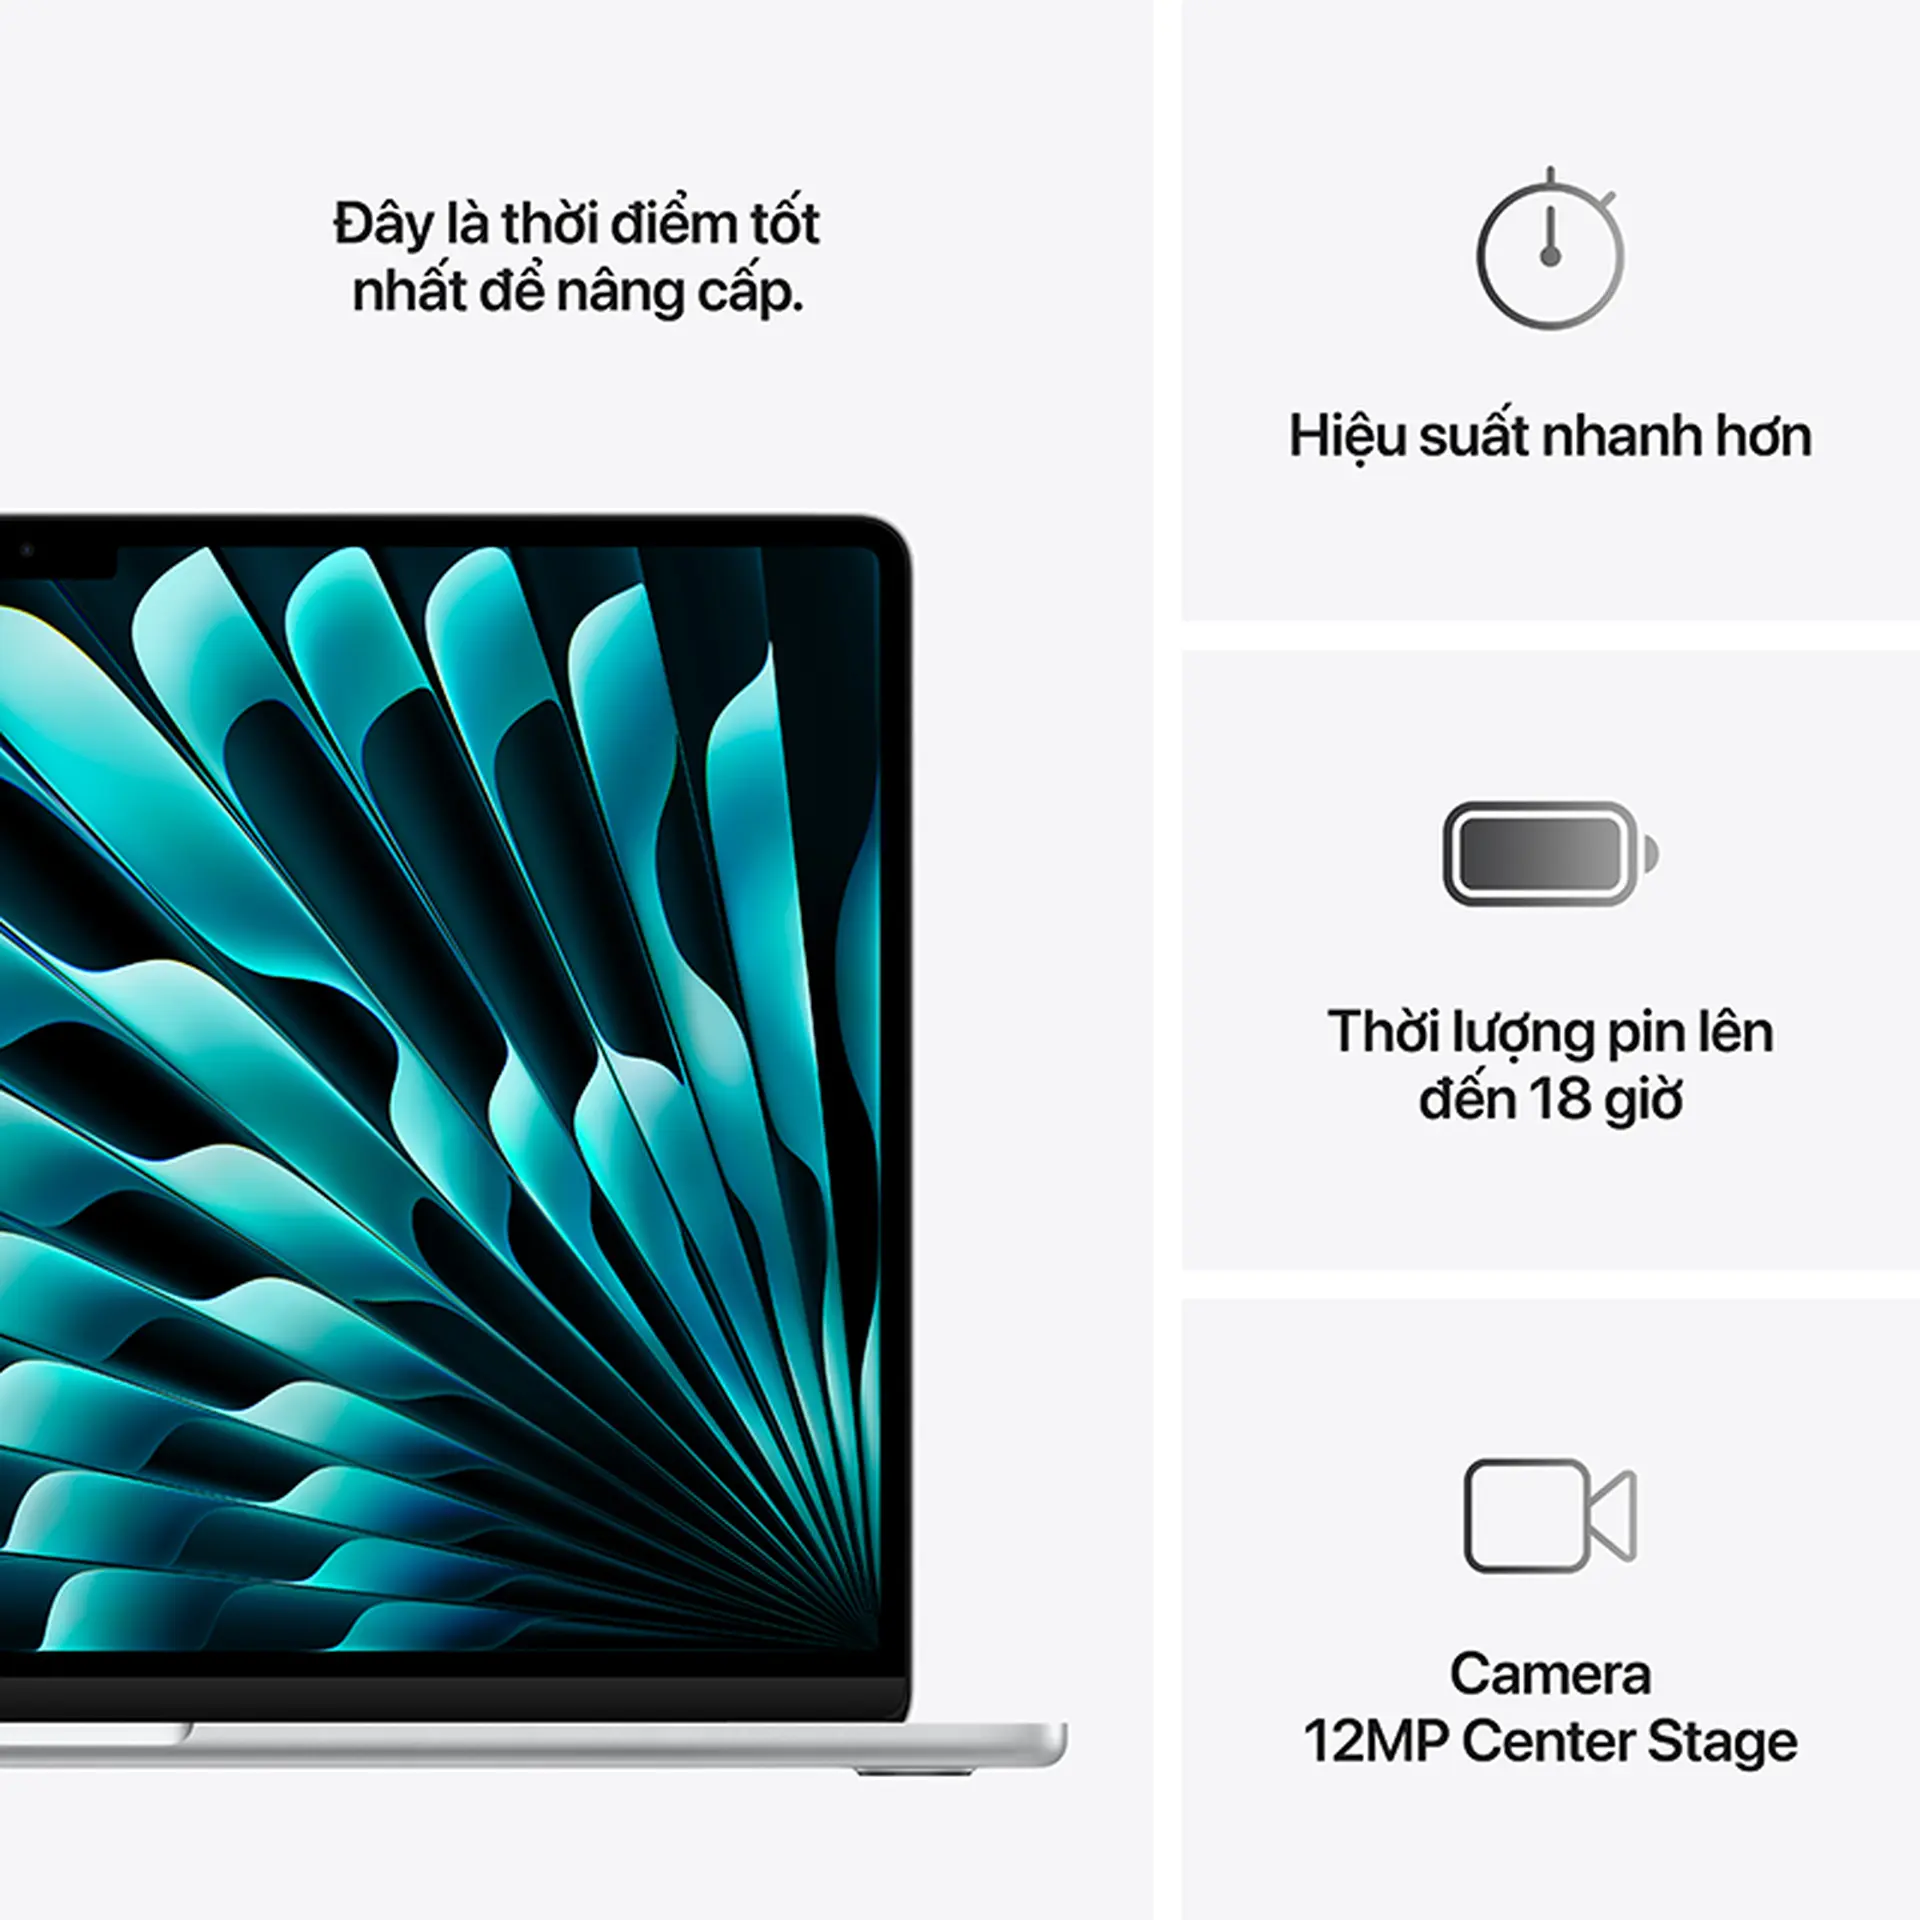 Đây là thời điểm tốt
nhất để nâng cấp.
Hiệu suất nhanh hơn
Thời lượng pin lên
đến 18 giờ
Camera
12MP Center Stage